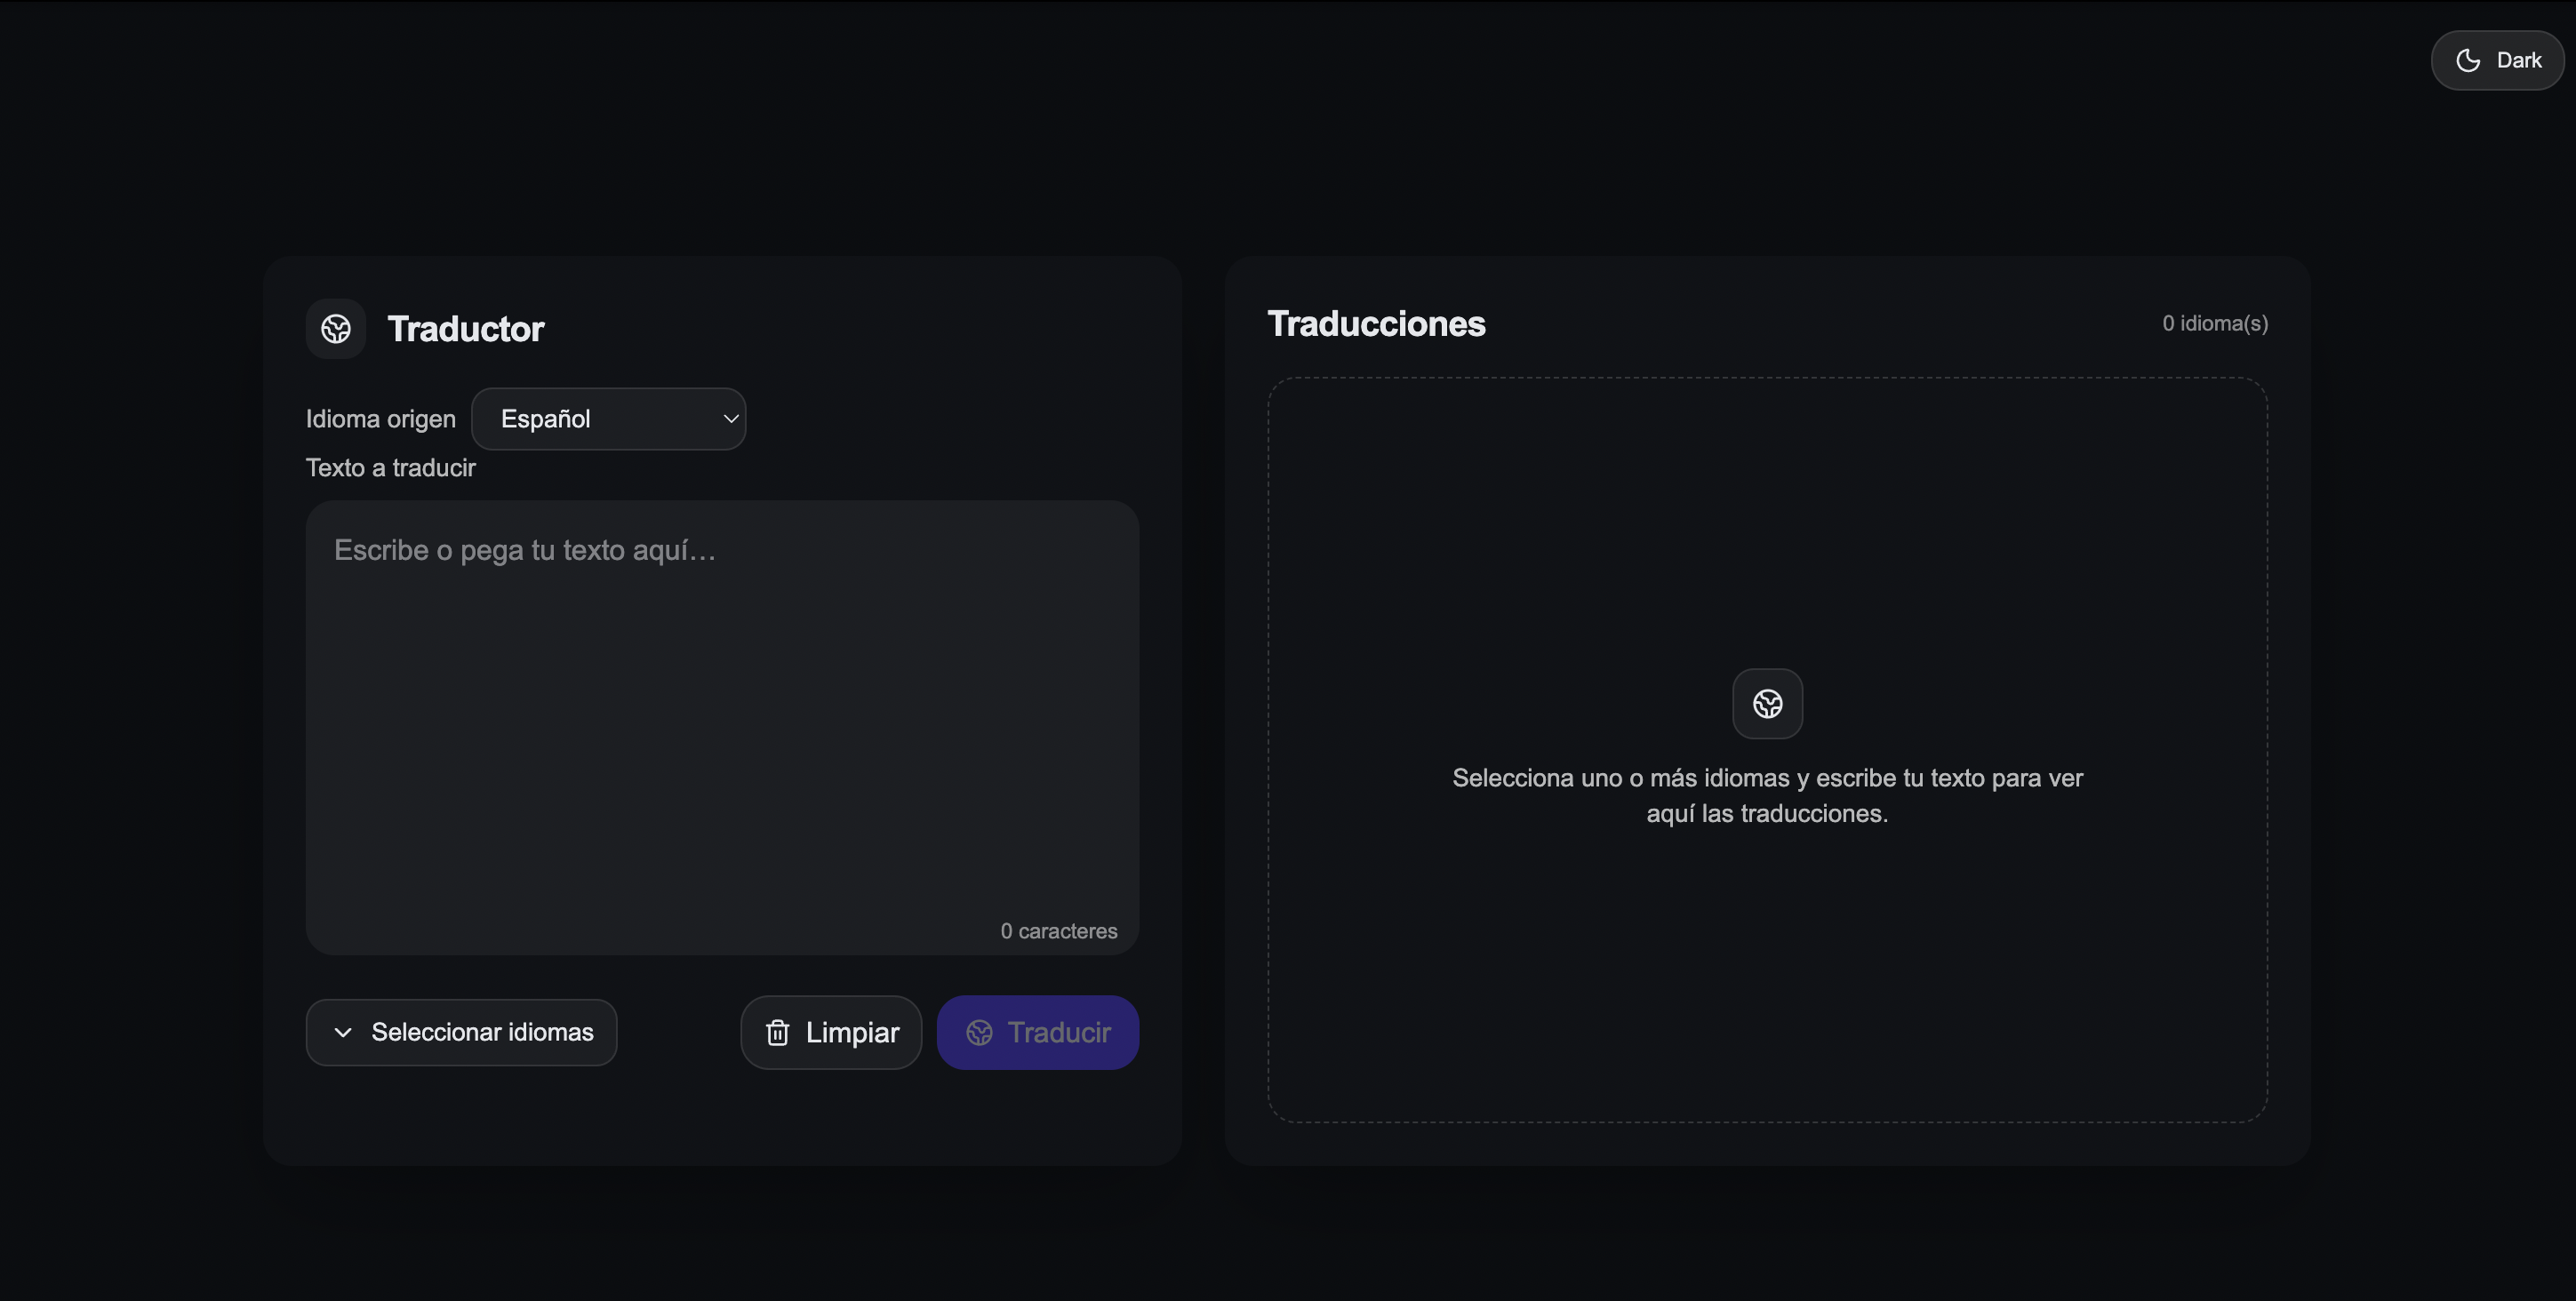 Dark
Traductor
Idioma origen
Español
Texto a traducir
Escribe o pega tu texto aquí…
0 caracteres
Seleccionar idiomas
Limpiar
Traducir
Traducciones
0 idioma(s)
Selecciona uno o más idiomas y escribe tu texto para ver
aquí las traducciones.